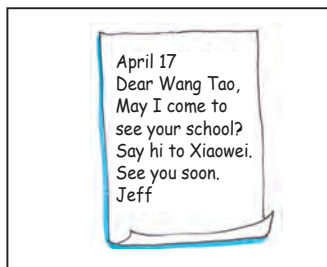 April 17
Dear Wang Tao,
May I come to
see your school?
Say hi to Xiaowei.
See you soon.
Jeff